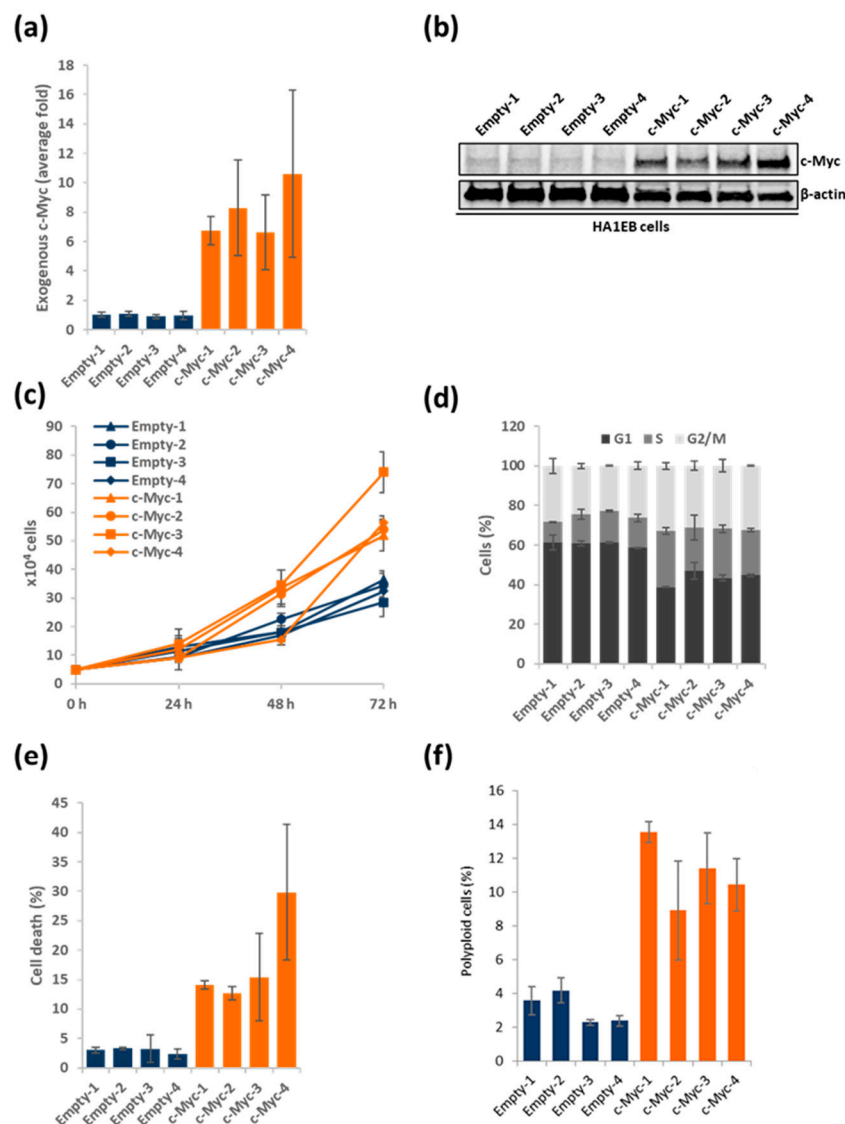 (a)
Exogenous c-Myc (average fold)
18
16
14
12
10
8
6
4
2
0
Empty-1
Empty-2
Empty-3
Empty-4
c-Myc-1
c-Myc-2
c-Myc-3
c-Myc-4
(b)
Empty-1
Empty-2
Empty-3
Empty-4
c-Myc-1
c-Myc-2
c-Myc-3
c-Myc-4
c-Myc
β-actin
HA1EB cells
(c)
x10⁴ cells
90
80
70
60
50
40
30
20
10
0
Empty-1
Empty-2
Empty-3
Empty-4
c-Myc-1
c-Myc-2
c-Myc-3
c-Myc-4
0 h
24 h
48 h
72 h
(d)
Cells (%)
120
100
80
60
40
20
0
G1 S G2/M
Empty-1
Empty-2
Empty-3
Empty-4
c-Myc-1
c-Myc-2
c-Myc-3
c-Myc-4
(e)
Cell death (%)
45
40
35
30
25
20
15
10
5
0
Empty-1
Empty-2
Empty-3
Empty-4
c-Myc-1
c-Myc-2
c-Myc-3
c-Myc-4
(f)
Polyploid cells (%)
16
14
12
10
8
6
4
2
0
Empty-1
Empty-2
Empty-3
Empty-4
c-Myc-1
c-Myc-2
c-Myc-3
c-Myc-4